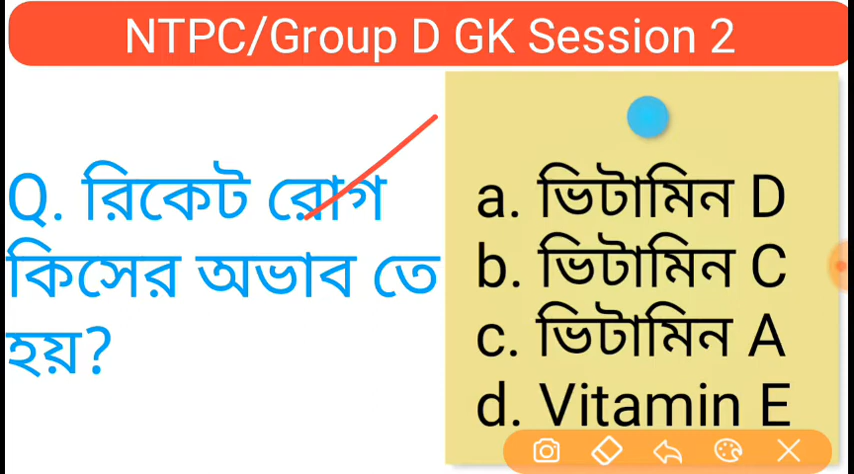 NTPC/Group D GK Session 2
Q. রিকেট রোগ
কিসের অভাব তে
হয়?
a. ভিটামিন D
b. ভিটামিন C
c. ভিটামিন A
d. Vitamin E